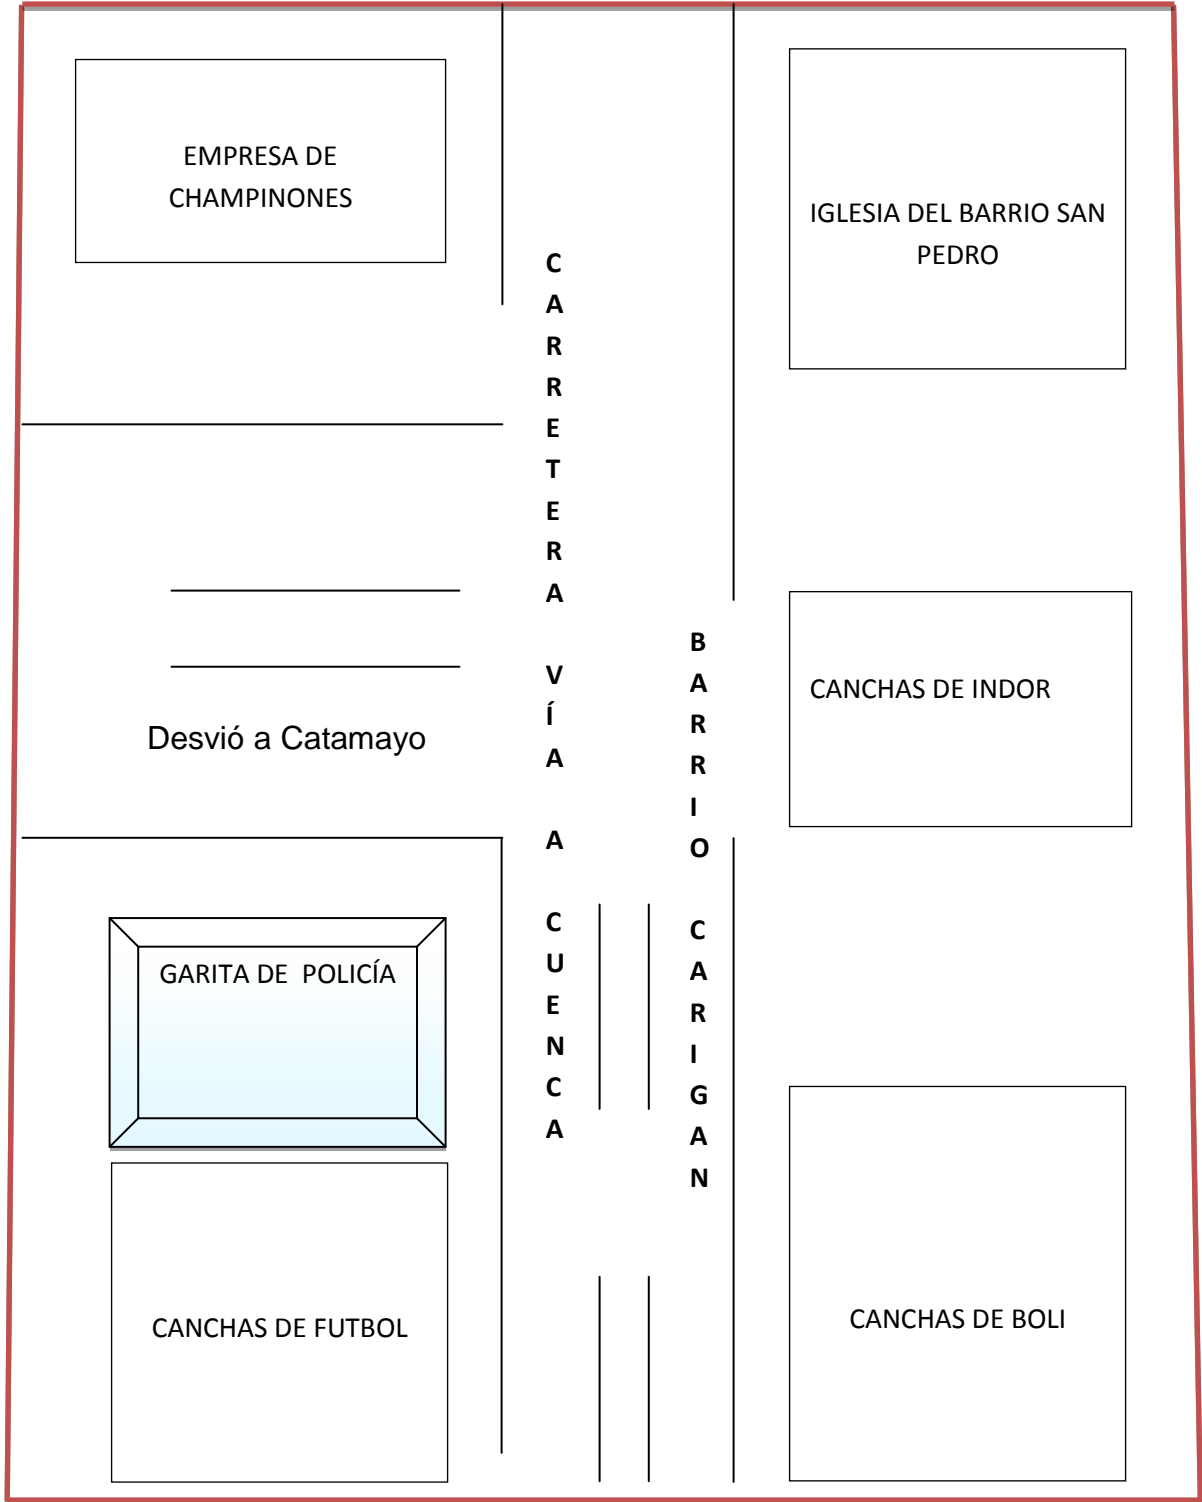 EMPRESA DE
CHAMPINONES
IGLESIA DEL BARRIO SAN
PEDRO
CARRETERA VÍA A CUENCA
BARRIO CARIGAN
CANCHAS DE INDOR
Desvió a Catamayo
GARITA DE POLICÍA
CANCHAS DE FUTBOL
CANCHAS DE BOLI